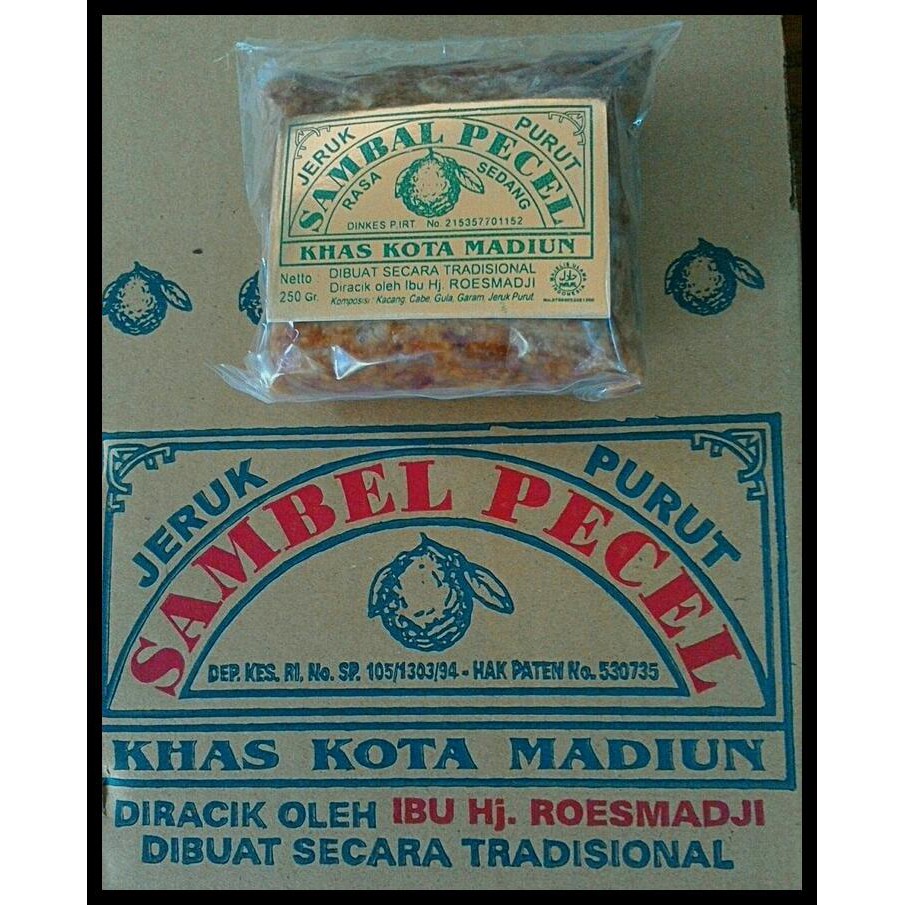 JERUK PURUT
SAMBAL PECEL
RASA SEDANG
DINKES P.IRT No. 215357701152
KHAS KOTA MADIUN
Netto :
250 Gr.
DIBUAT SECARA TRADISIONAL
Diracik oleh Ibu Hj. ROESMADJI
Komposisi : Kacang, Cabe, Gula, Garam, Jeruk Purut
JERUK PURUT
SAMBEL PECEL
DEP. KES. RI. No. SP. 105/1303/94 - HAK PATEN No. 530735
KHAS KOTA MADIUN
DIRACIK OLEH IBU Hj. ROESMADJI
DIBUAT SECARA TRADISIONAL